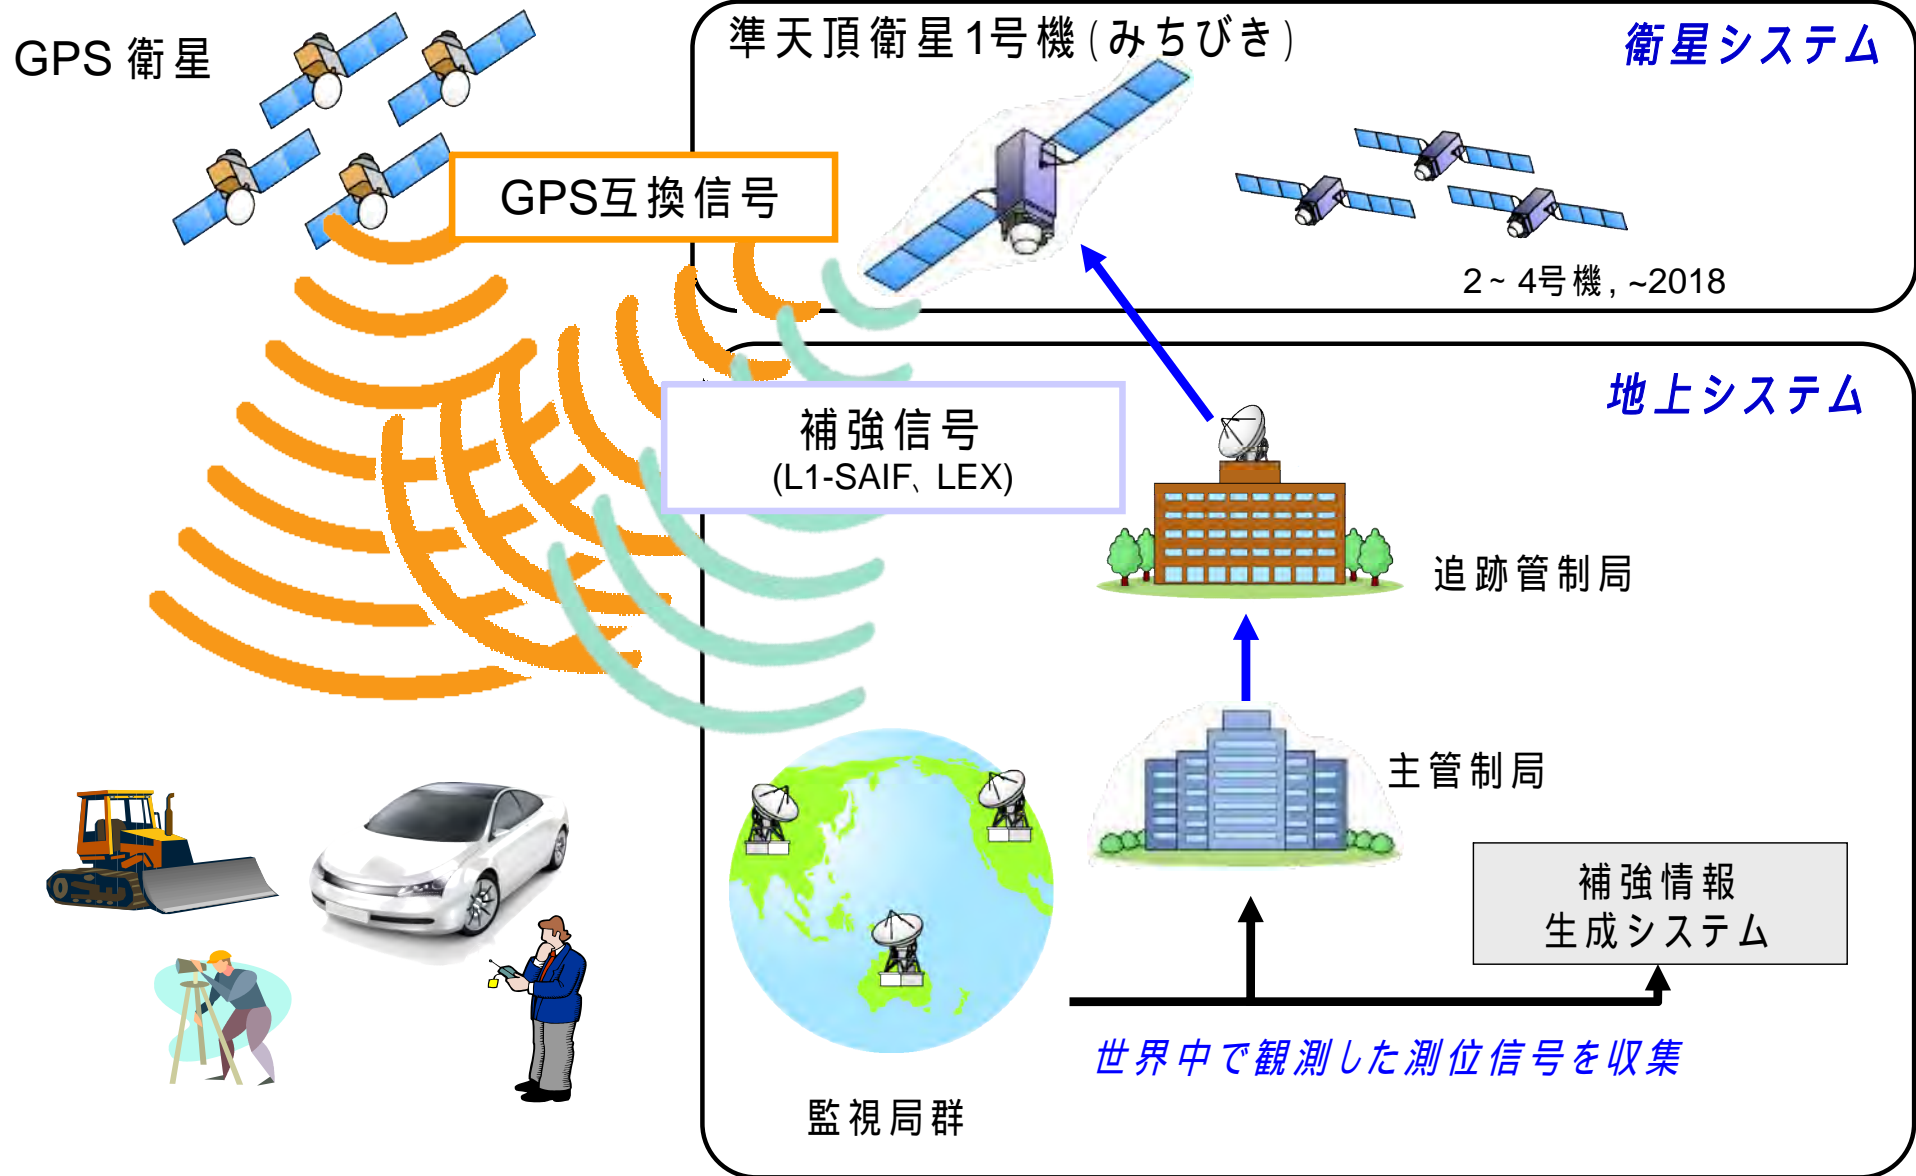 GPS 衛星
準天頂衛星1号機(みちびき)
衛星システム
GPS互換信号
2~ 4号機, ~2018
地上システム
補強信号
(L1-SAIF、LEX)
追跡管制局
主管制局
補強情報
生成システム
世界中で観測した測位信号を収集
監視局群